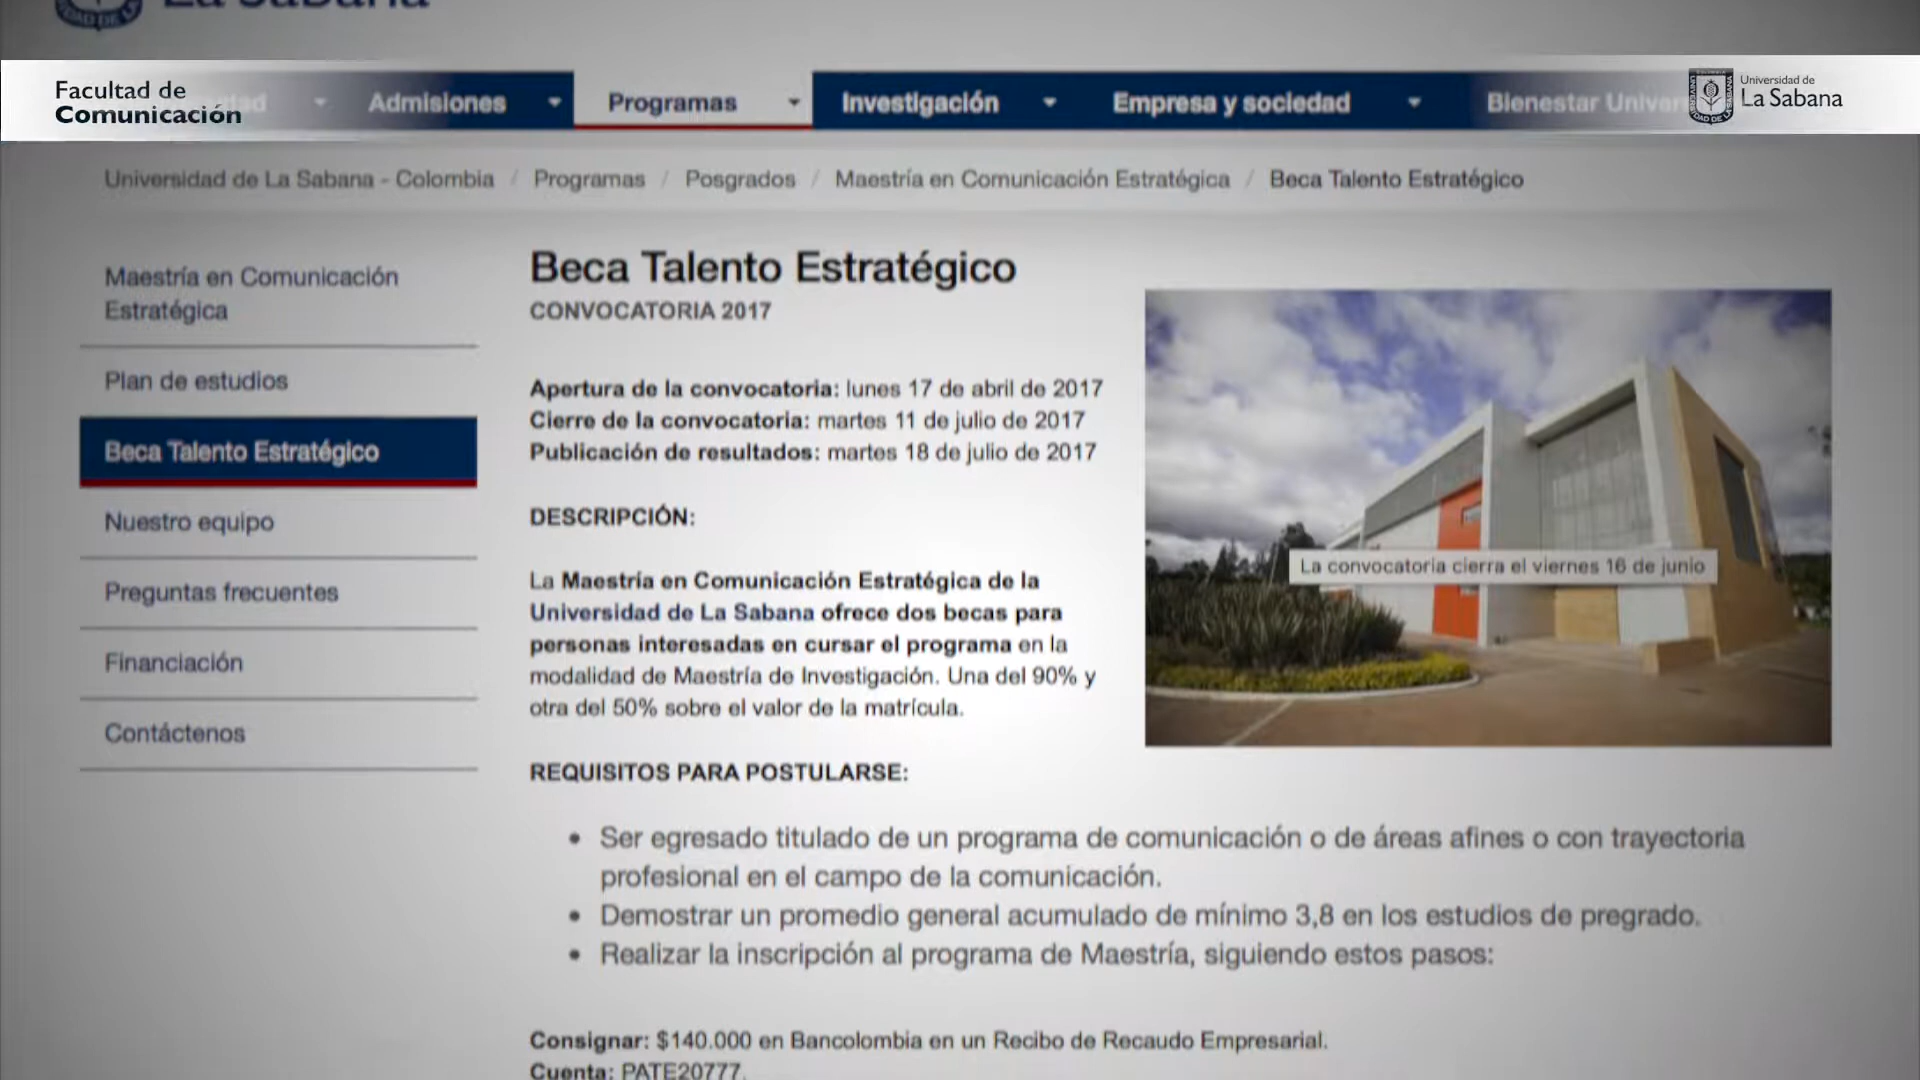 La Sabana
Facultad de
Comunicación
Admisiones
Programas
Investigación
Empresa y sociedad
Bienestar
Universidad de
La Sabana
Universidad de La Sabana - Colombia / Programas / Posgrados / Maestría en Comunicación Estratégica / Beca Talento Estratégico
Maestría en Comunicación
Estratégica
Plan de estudios
Beca Talento Estratégico
Nuestro equipo
Preguntas frecuentes
Financiación
Contáctenos
Beca Talento Estratégico
CONVOCATORIA 2017
Apertura de la convocatoria: lunes 17 de abril de 2017
Cierre de la convocatoria: martes 11 de julio de 2017
Publicación de resultados: martes 18 de julio de 2017
DESCRIPCIÓN:
La Maestría en Comunicación Estratégica de la
Universidad de La Sabana ofrece dos becas para
personas interesadas en cursar el programa en la
modalidad de Maestría de Investigación. Una del 90% y
otra del 50% sobre el valor de la matrícula.
La convocatoria cierra el viernes 16 de junio
REQUISITOS PARA POSTULARSE:
• Ser egresado titulado de un programa de comunicación o de áreas afines o con trayectoria
profesional en el campo de la comunicación.
• Demostrar un promedio general acumulado de mínimo 3,8 en los estudios de pregrado.
• Realizar la inscripción al programa de Maestría, siguiendo estos pasos:
Consignar: $140.000 en Bancolombia en un Recibo de Recaudo Empresarial.
Cuenta: PATE20777.